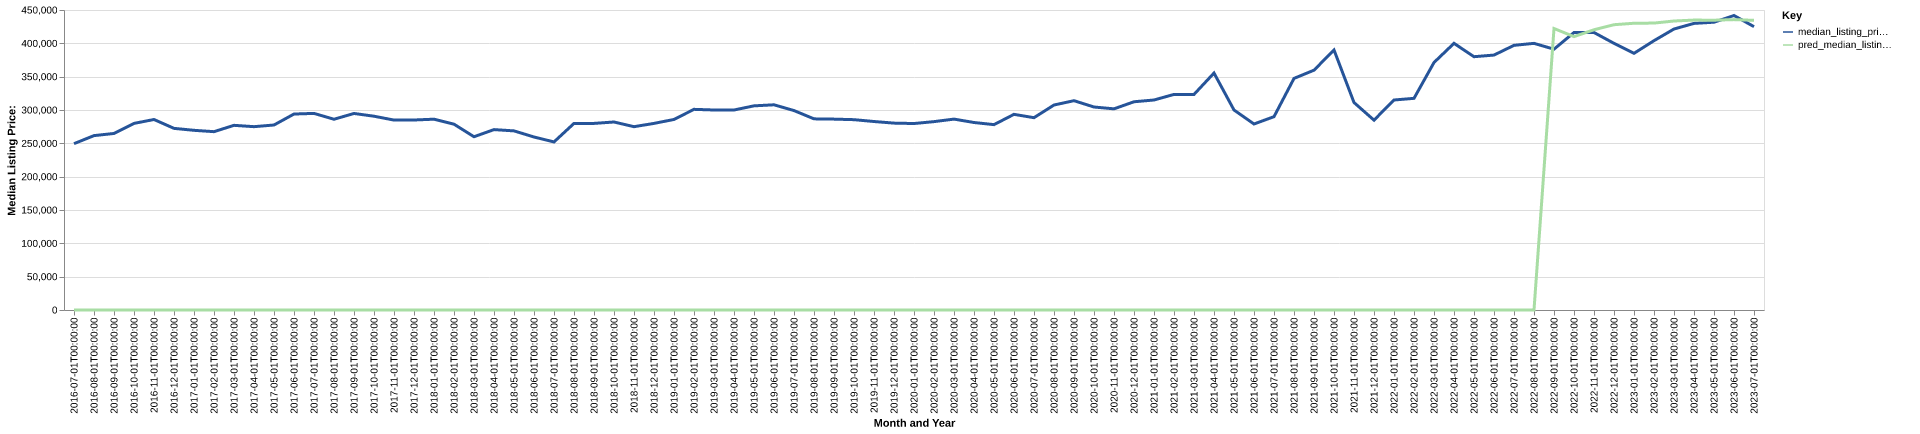 450,000
400,000
350,000
300,000
250,000
200,000
150,000
100,000
50,000
0
Median Listing Price:
2016-07-01T00:00:00
2016-08-01T00:00:00
2016-09-01T00:00:00
2016-10-01T00:00:00
2016-11-01T00:00:00
2016-12-01T00:00:00
2017-01-01T00:00:00
2017-02-01T00:00:00
2017-03-01T00:00:00
2017-04-01T00:00:00
2017-05-01T00:00:00
2017-06-01T00:00:00
2017-07-01T00:00:00
2017-08-01T00:00:00
2017-09-01T00:00:00
2017-10-01T00:00:00
2017-11-01T00:00:00
2017-12-01T00:00:00
2018-01-01T00:00:00
2018-02-01T00:00:00
2018-03-01T00:00:00
2018-04-01T00:00:00
2018-05-01T00:00:00
2018-06-01T00:00:00
2018-07-01T00:00:00
2018-08-01T00:00:00
2018-09-01T00:00:00
2018-10-01T00:00:00
2018-11-01T00:00:00
2018-12-01T00:00:00
2019-01-01T00:00:00
2019-02-01T00:00:00
2019-03-01T00:00:00
2019-04-01T00:00:00
2019-05-01T00:00:00
2019-06-01T00:00:00
2019-07-01T00:00:00
2019-08-01T00:00:00
2019-09-01T00:00:00
2019-10-01T00:00:00
2019-11-01T00:00:00
2019-12-01T00:00:00
2020-01-01T00:00:00
2020-02-01T00:00:00
2020-03-01T00:00:00
2020-04-01T00:00:00
2020-05-01T00:00:00
2020-06-01T00:00:00
2020-07-01T00:00:00
2020-08-01T00:00:00
2020-09-01T00:00:00
2020-10-01T00:00:00
2020-11-01T00:00:00
2020-12-01T00:00:00
2021-01-01T00:00:00
2021-02-01T00:00:00
2021-03-01T00:00:00
2021-04-01T00:00:00
2021-05-01T00:00:00
2021-06-01T00:00:00
2021-07-01T00:00:00
2021-08-01T00:00:00
2021-09-01T00:00:00
2021-10-01T00:00:00
2021-11-01T00:00:00
2021-12-01T00:00:00
2022-01-01T00:00:00
2022-02-01T00:00:00
2022-03-01T00:00:00
2022-04-01T00:00:00
2022-05-01T00:00:00
2022-06-01T00:00:00
2022-07-01T00:00:00
2022-08-01T00:00:00
2022-09-01T00:00:00
2022-10-01T00:00:00
2022-11-01T00:00:00
2022-12-01T00:00:00
2023-01-01T00:00:00
2023-02-01T00:00:00
2023-03-01T00:00:00
2023-04-01T00:00:00
2023-05-01T00:00:00
2023-06-01T00:00:00
2023-07-01T00:00:00
Month and Year
Key
median_listing_pri…
pred_median_listin…